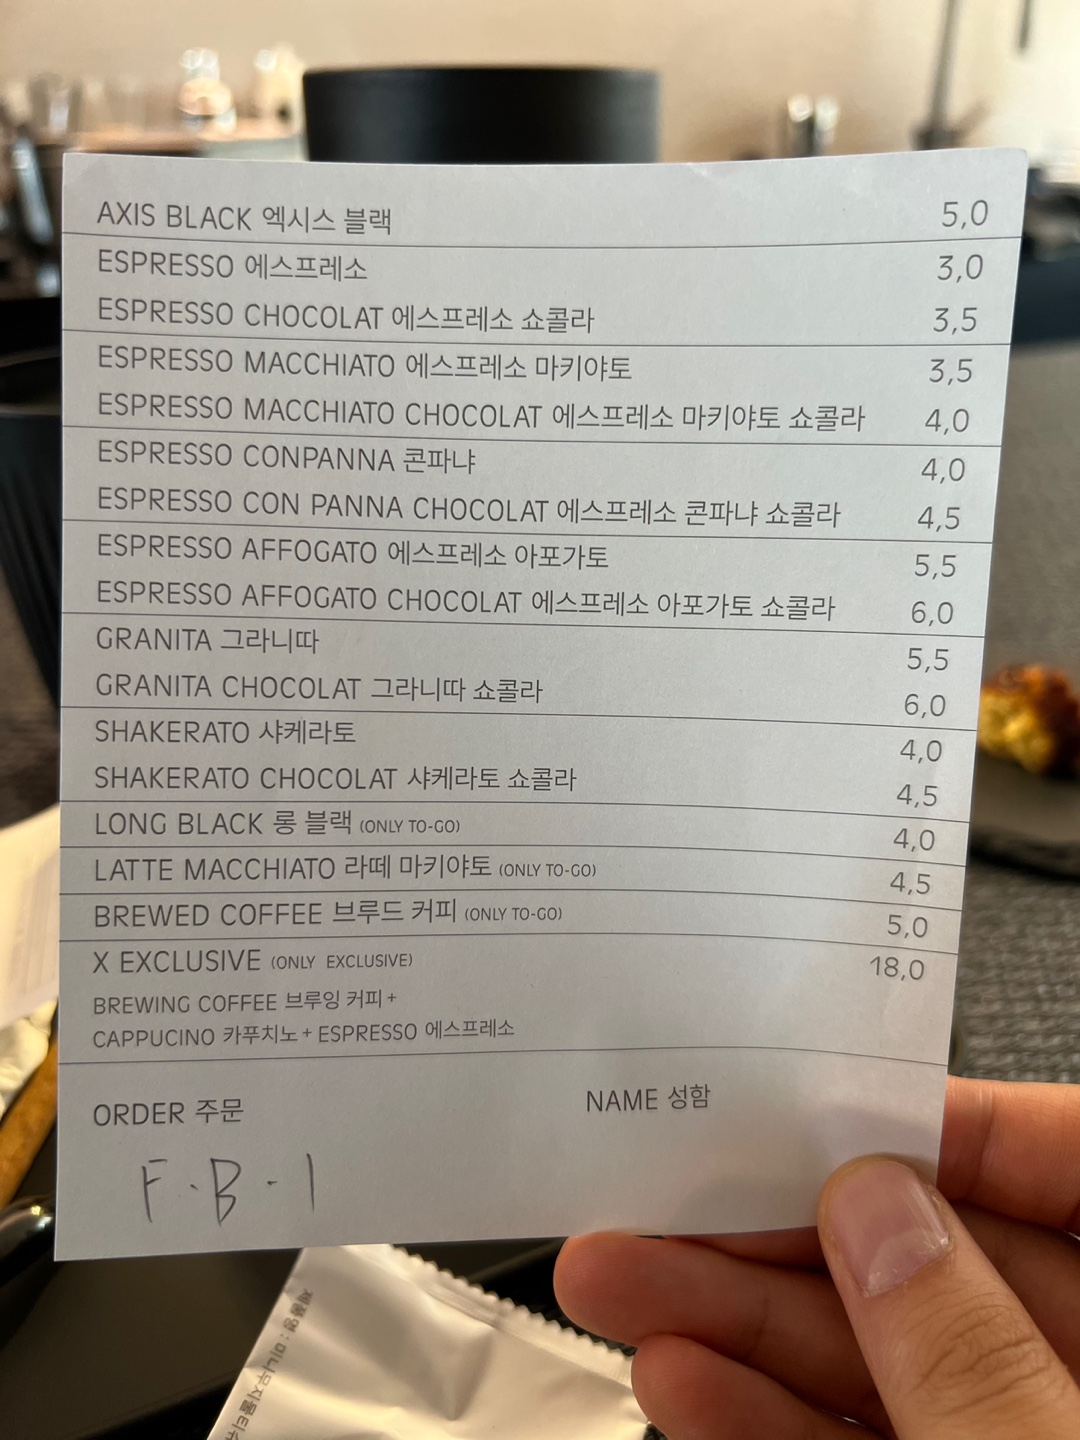 AXIS BLACK 엑시스 블랙 5,0
ESPRESSO 에스프레소 3,0
ESPRESSO CHOCOLAT 에스프레소 쇼콜라 3,5
ESPRESSO MACCHIATO 에스프레소 마키야토 3,5
ESPRESSO MACCHIATO CHOCOLAT 에스프레소 마키야토 쇼콜라 4,0
ESPRESSO CONPANNA 콘파냐 4,0
ESPRESSO CON PANNA CHOCOLAT 에스프레소 콘파냐 쇼콜라 4,5
ESPRESSO AFFOGATO 에스프레소 아포가토 5,5
ESPRESSO AFFOGATO CHOCOLAT 에스프레소 아포가토 쇼콜라 6,0
GRANITA 그라니따 5,5
GRANITA CHOCOLAT 그라니따 쇼콜라 6,0
SHAKERATO 샤케라토 4,0
SHAKERATO CHOCOLAT 샤케라토 쇼콜라 4,5
LONG BLACK 롱 블랙 (ONLY TO-GO) 4,0
LATTE MACCHIATO 라떼 마키야토 (ONLY TO-GO) 4,5
BREWED COFFEE 브루드 커피 (ONLY TO-GO) 5,0
X EXCLUSIVE (ONLY EXCLUSIVE) 18,0
BREWING COFFEE 브루잉 커피 +
CAPPUCINO 카푸치노 + ESPRESSO 에스프레소
ORDER 주문 NAME 성함
F·B·1
제품명 :